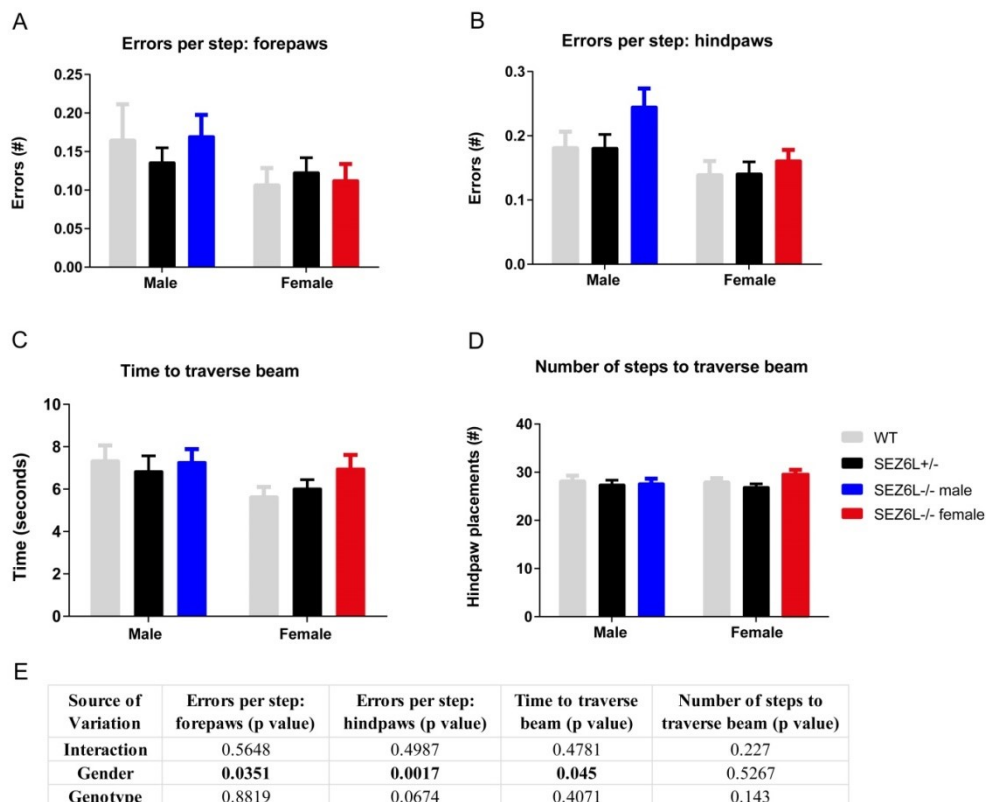 A
Errors per step: forepaws
Errors (#)
0.25
0.20
0.15
0.10
0.05
0.00
Male
Female
B
Errors per step: hindpaws
Errors (#)
0.3
0.2
0.1
0.0
Male
Female
C
Time to traverse beam
Time (seconds)
10
8
6
4
2
0
Male
Female
D
Number of steps to traverse beam
Hindpaw placements (#)
40
30
20
10
0
Male
Female
WT
SEZ6L+/-
SEZ6L-/- male
SEZ6L-/- female
E
Source of Variation
Errors per step: forepaws (p value)
Errors per step: hindpaws (p value)
Time to traverse beam (p value)
Number of steps to traverse beam (p value)
Interaction 0.5648 0.4987 0.4781 0.227
Gender 0.0351 0.0017 0.045 0.5267
Genotype 0.8819 0.0674 0.4071 0.143